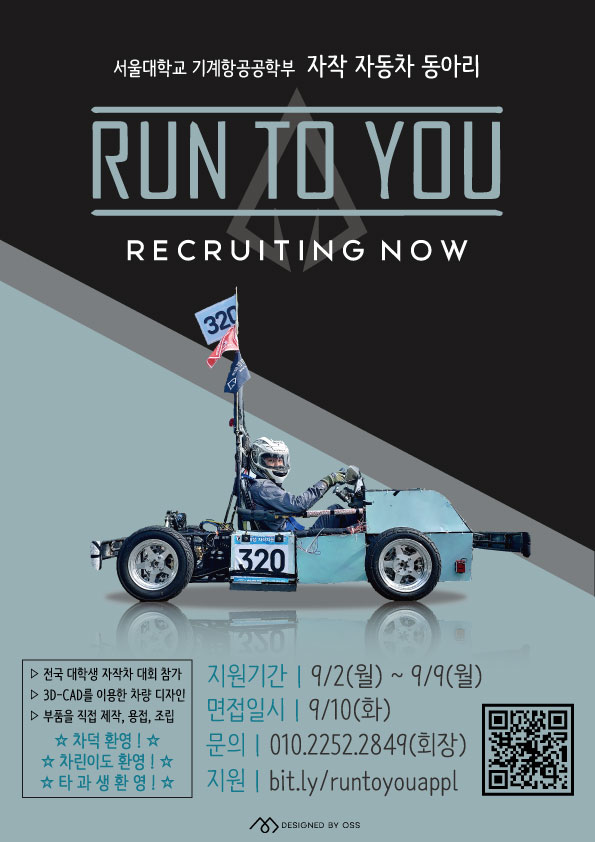 서울대학교 기계항공공학부 자작 자동차 동아리
RUN TO YOU
RECRUITING NOW
320
320
▷ 전국 대학생 자작차 대회 참가
▷ 3D-CAD를 이용한 차량 디자인
▷ 부품을 직접 제작, 용접, 조립
☆ 차덕 환영 ! ☆
☆ 차린이도 환영 ! ☆
☆ 타 과 생 환 영 ! ☆
지원기간 | 9/2(월) ~ 9/9(월)
면접일시 | 9/10(화)
문의 | 010.2252.2849(회장)
지원 | bit.ly/runtoyouappl
DESIGNED BY OSS